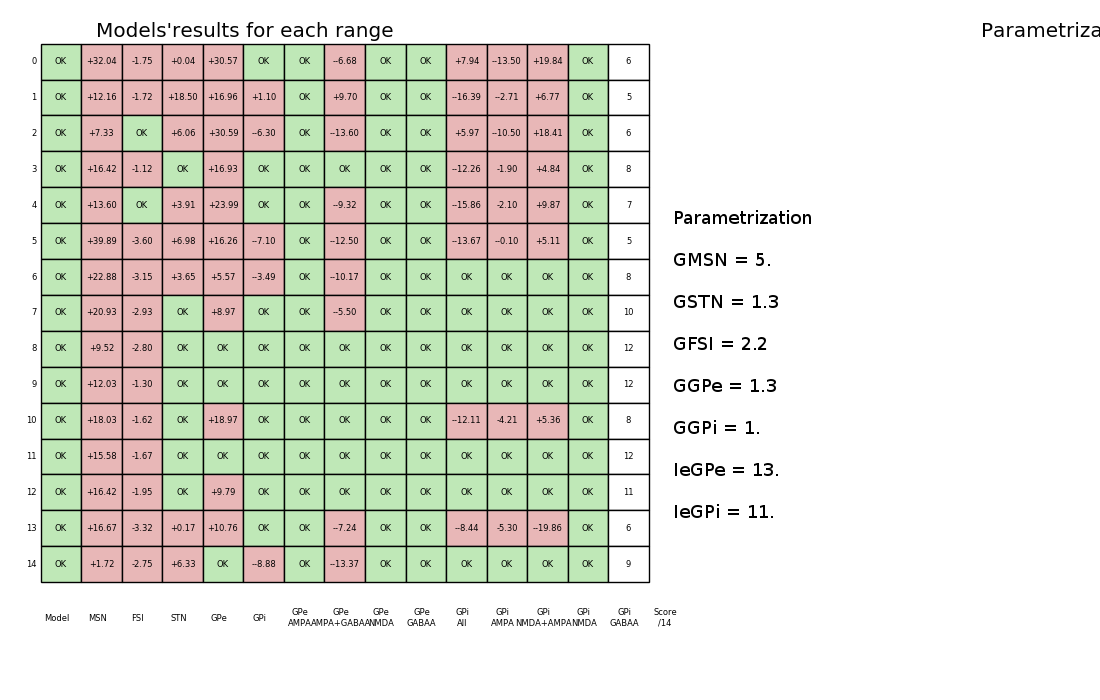 Models'results for each range
Parametriza
0 OK +32.04 -1.75 +0.04 +30.57 OK OK --6.68 OK OK +7.94 --13.50 +19.84 OK 6
1 OK +12.16 -1.72 +18.50 +16.96 +1.10 OK +9.70 OK OK --16.39 --2.71 +6.77 OK 5
2 OK +7.33 OK +6.06 +30.59 --6.30 OK --13.60 OK OK +5.97 --10.50 +18.41 OK 6
3 OK +16.42 -1.12 OK +16.93 OK OK OK OK OK --12.26 -1.90 +4.84 OK 8
4 OK +13.60 OK +3.91 +23.99 OK OK --9.32 OK OK --15.86 -2.10 +9.87 OK 7
5 OK +39.89 -3.60 +6.98 +16.26 --7.10 OK --12.50 OK OK --13.67 --0.10 +5.11 OK 5
6 OK +22.88 -3.15 +3.65 +5.57 --3.49 OK --10.17 OK OK OK OK OK OK 8
7 OK +20.93 -2.93 OK +8.97 OK OK --5.50 OK OK OK OK OK OK 10
8 OK +9.52 -2.80 OK OK OK OK OK OK OK OK OK OK OK 12
9 OK +12.03 -1.30 OK OK OK OK OK OK OK OK OK OK OK 12
10 OK +18.03 -1.62 OK +18.97 OK OK OK OK OK --12.11 -4.21 +5.36 OK 8
11 OK +15.58 -1.67 OK OK OK OK OK OK OK OK OK OK OK 12
12 OK +16.42 -1.95 OK +9.79 OK OK OK OK OK OK OK OK OK 11
13 OK +16.67 -3.32 +0.17 +10.76 OK OK --7.24 OK OK --8.44 --5.30 --19.86 OK 6
14 OK +1.72 -2.75 +6.33 OK --8.88 OK --13.37 OK OK OK OK OK OK 9
Model MSN FSI STN GPe GPi GPe GPe GPe GPe GPi GPi GPi GPi GPi Score
AMPA AMPA+GABAA NMDA GABAA All AMPA NMDA+AMPA NMDA GABAA /14
Parametrization
GMSN = 5.
GSTN = 1.3
GFSI = 2.2
GGPe = 1.3
GGPi = 1.
IeGPe = 13.
IeGPi = 11.